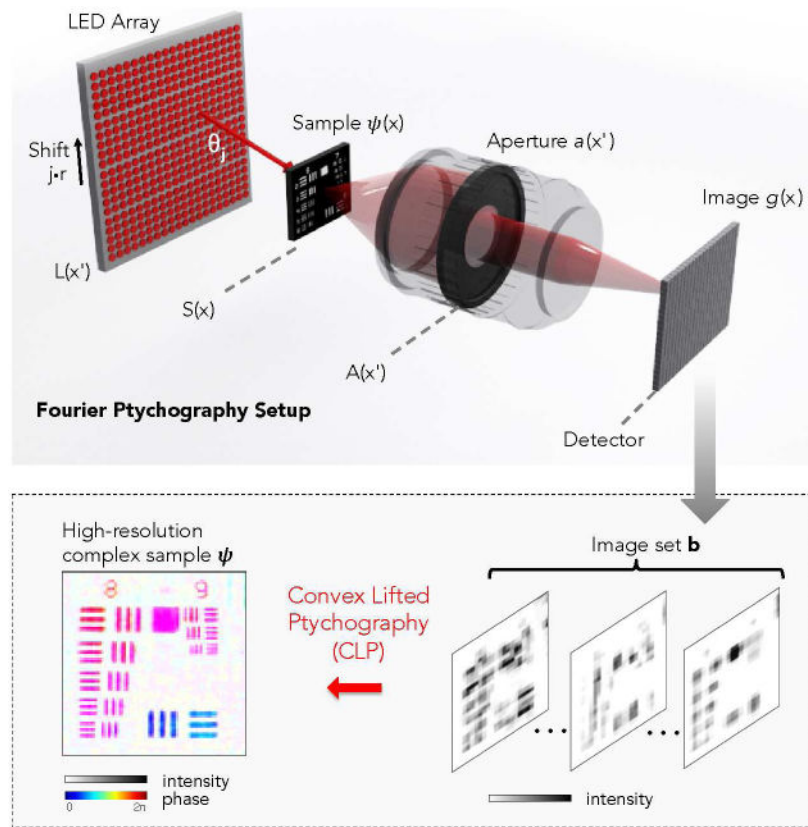 LED Array
Sample ψ(x)
Aperture a(x')
Shift
j•r
θj
Image g(x)
L(x')
S(x)
A(x')
Fourier Ptychography Setup
Detector
High-resolution
complex sample ψ
Image set b
8 9
Convex Lifted
Ptychography
(CLP)
intensity
phase
0 2π
intensity